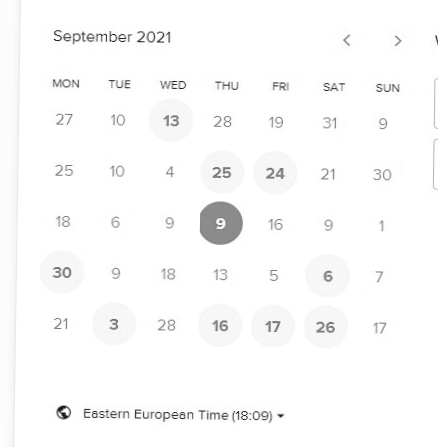 September 2021
MON TUE WED THU FRI SAT SUN
27 10 13 28 19 31 9
25 10 4 25 24 21 30
18 6 9 9 16 9 1
30 9 18 13 5 6 7
21 3 28 16 17 26 17
Eastern European Time (18:09)